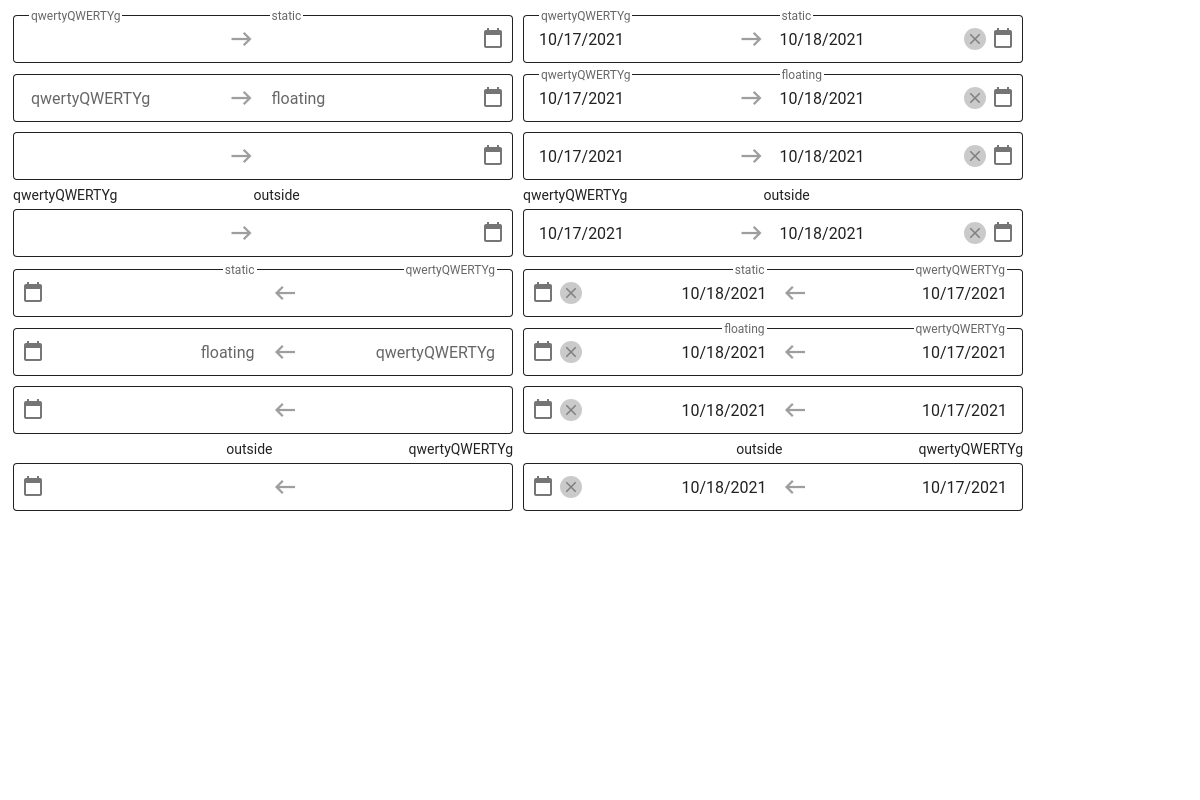 qwertyQWERTYg static qwertyQWERTYg static
10/17/2021 10/18/2021
qwertyQWERTYg floating
qwertyQWERTYg floating 10/17/2021 10/18/2021
10/17/2021 10/18/2021
qwertyQWERTYg outside qwertyQWERTYg outside
10/17/2021 10/18/2021
static qwertyQWERTYg static qwertyQWERTYg
10/18/2021 10/17/2021
floating qwertyQWERTYg
floating qwertyQWERTYg 10/18/2021 10/17/2021
10/18/2021 10/17/2021
outside qwertyQWERTYg outside qwertyQWERTYg
10/18/2021 10/17/2021